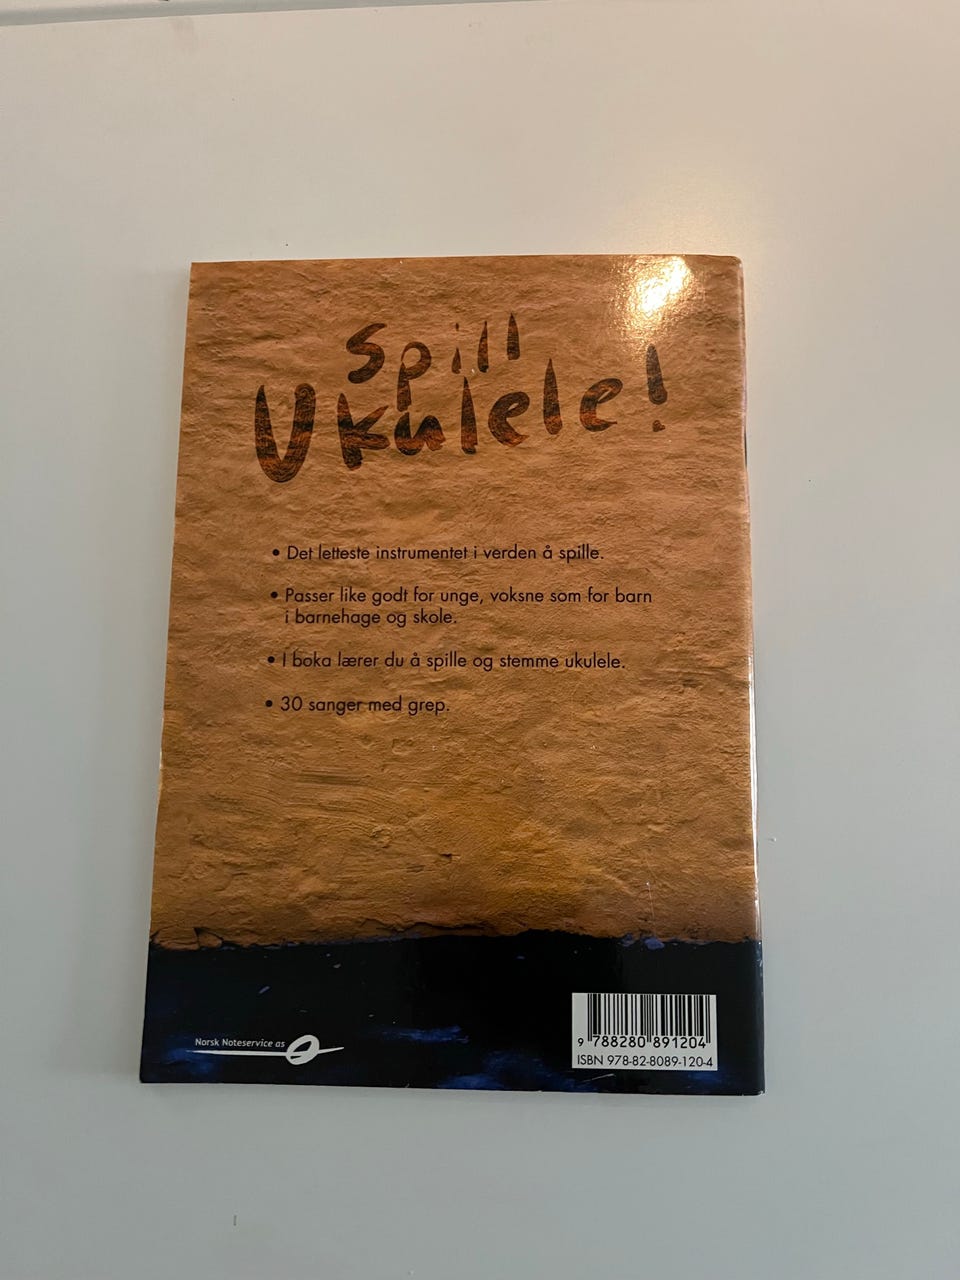 Spill
Ukulele!
• Det letteste instrumentet i verden å spille.
• Passer like godt for unge, voksne som for barn
i barnehage og skole.
• I boka lærer du å spille og stemme ukulele.
• 30 sanger med grep.
Norsk Noteservice as
9 788280 891204
ISBN 978-82-8089-120-4